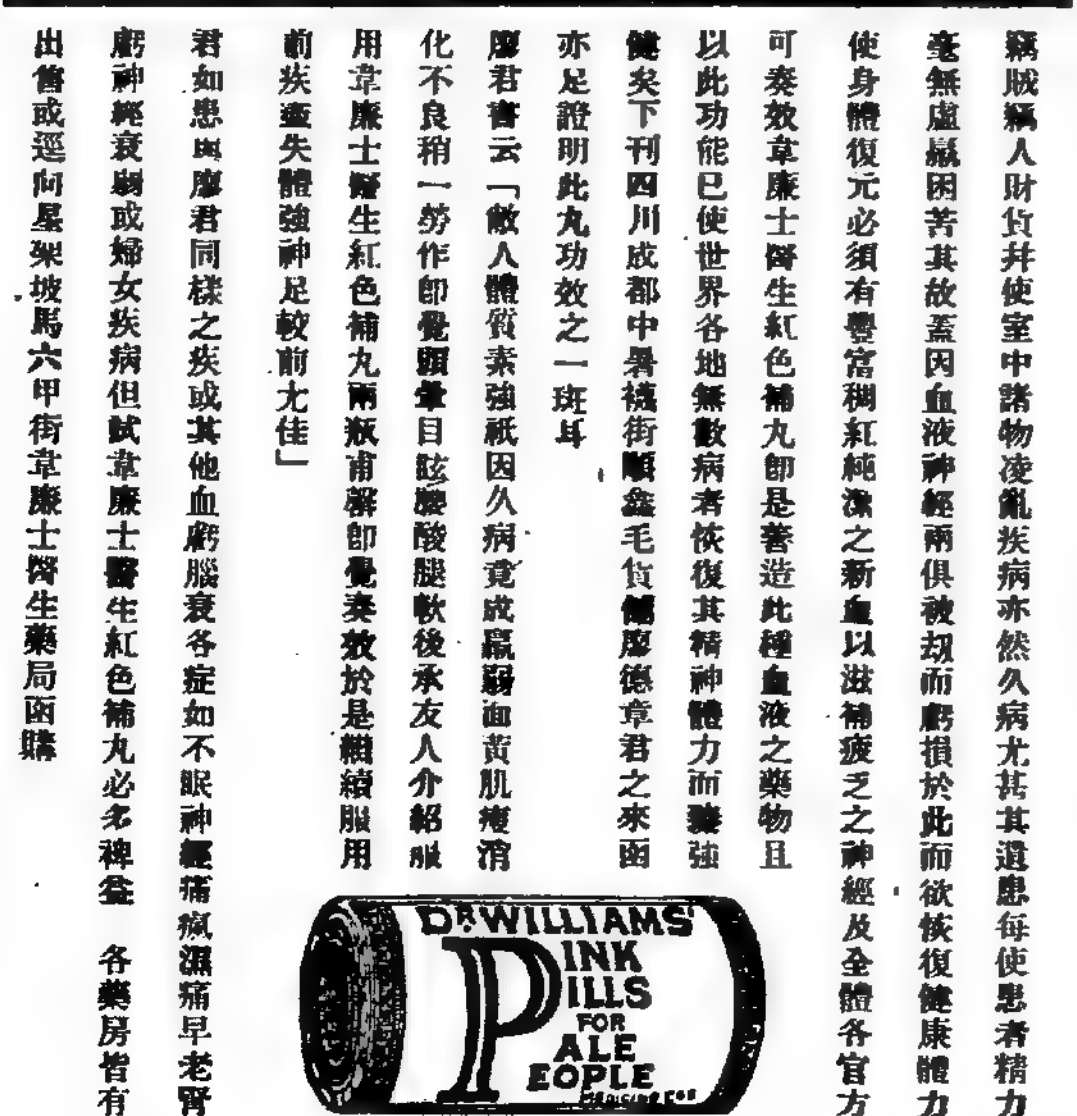 竊賊竊人財貨幷使室中諸物凌亂疾病亦然久病尤甚其遺患每使患者精力
毫無虛羸困苦其故蓋因血液神經兩俱被刼而虧損於此而欲恢復健康體力
使身體復元必須有豐富稠紅純潔之新血以滋補疲乏之神經及全體各官方
可奏效韋廉士醫生紅色補丸卽是善造此種血液之藥物且
以此功能已使世界各地無數病者恢復其精神體力而臻強
健矣下刊四川成都中暑襪街順鑫毛貨舖廖德章君之來函
亦足證明此丸功效之一斑耳
廖君書云「敝人體質素強祇因久病竟成羸弱面黃肌瘦消
化不良稍一勞作卽覺頭暈目眩腰酸腿軟後承友人介紹服
用韋廉士醫生紅色補丸兩瓶甫罄卽覺奏效於是繼續服用
前疾盡失體強神足較前尤佳」
君如患與廖君同樣之疾或其他血虧腦衰各症如不眠神經痛瘋濕痛早老腎
虧神經衰弱或婦女疾病但試韋廉士醫生紅色補丸必多裨益　各藥房皆有
出售或逕向星架坡馬六甲街韋廉士醫生藥局函購
DR WILLIAMS'
PINK
PILLS
FOR
PALE
PEOPLE
MEDICINE FOR